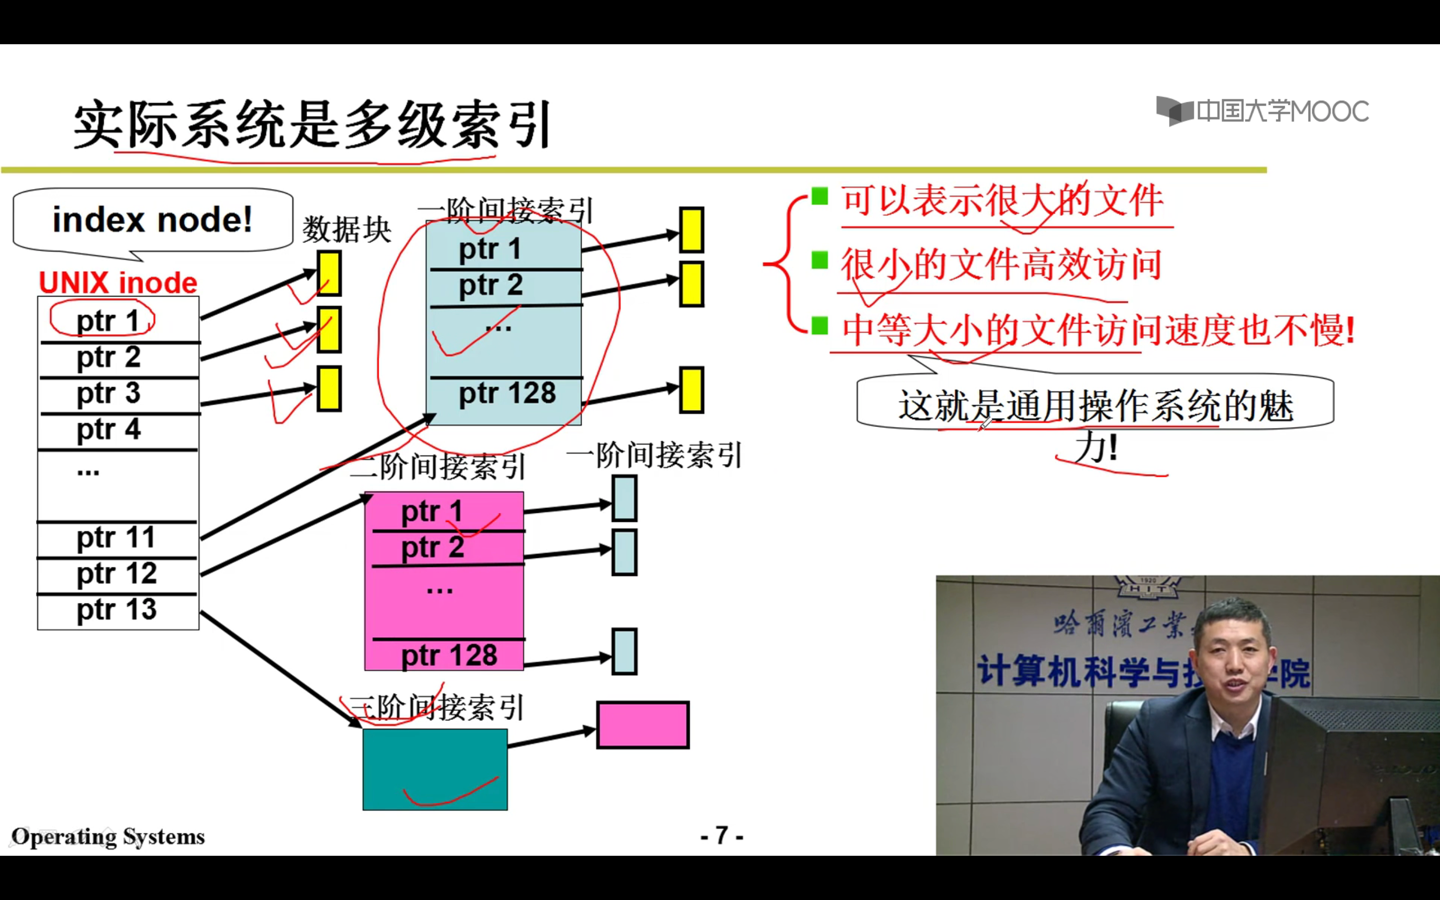 实际系统是多级索引
中国大学MOOC
index node!
数据块
UNIX inode
ptr 1
ptr 2
ptr 3
ptr 4
...
ptr 11
ptr 12
ptr 13
一阶间接索引
ptr 1
ptr 2
...
ptr 128
二阶间接索引
一阶间接索引
ptr 1
ptr 2
...
ptr 128
三阶间接索引
可以表示很大的文件
很小的文件高效访问
中等大小的文件访问速度也不慢!
这就是通用操作系统的魅
力!
1920
HIT
哈爾濱工業
计算机科学与技 学院
Operating Systems
- 7 -